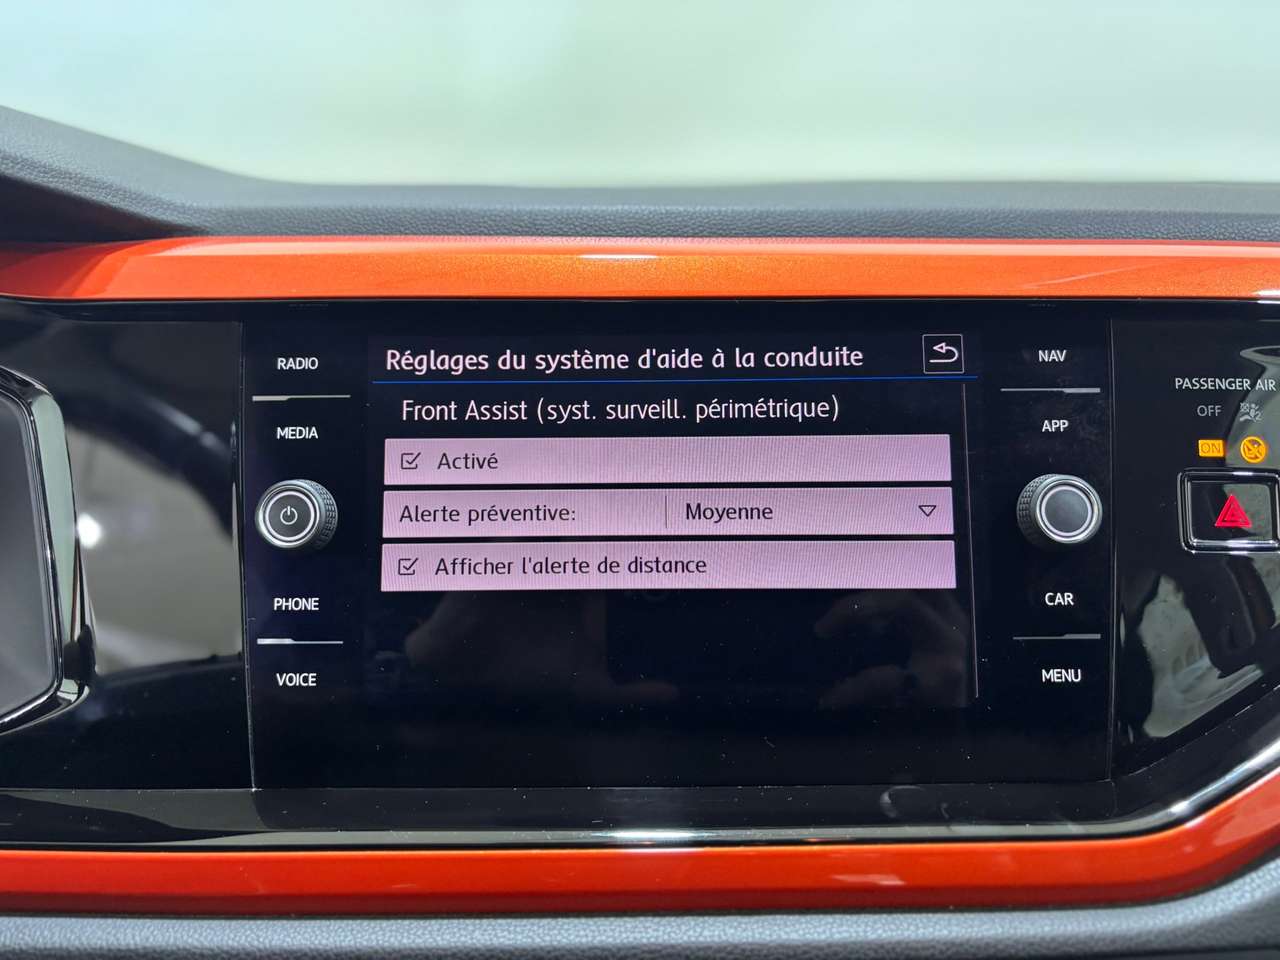 RADIO
MEDIA
PHONE
VOICE
Réglages du système d'aide à la conduite
Front Assist (syst. surveill. périmétrique)
Activé
Alerte préventive: Moyenne
Afficher l'alerte de distance
NAV
APP
CAR
MENU
PASSENGER AIR
OFF
ON